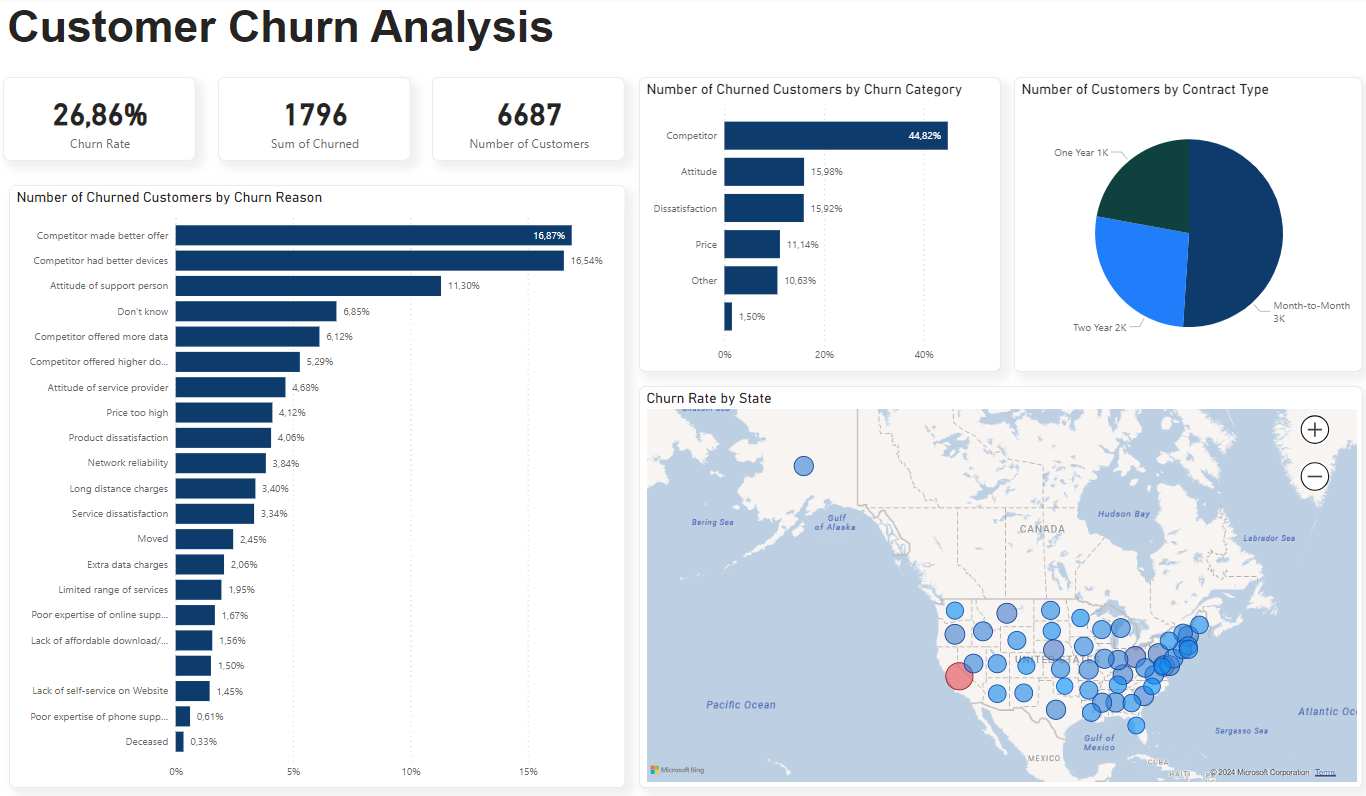 Customer Churn Analysis
26,86%
Churn Rate
1796
Sum of Churned
6687
Number of Customers
Number of Churned Customers by Churn Reason
Competitor made better offer 16,87%
Competitor had better devices 16,54%
Attitude of support person 11,30%
Don't know 6,85%
Competitor offered more data 6,12%
Competitor offered higher do... 5,29%
Attitude of service provider 4,68%
Price too high 4,12%
Product dissatisfaction 4,06%
Network reliability 3,84%
Long distance charges 3,40%
Service dissatisfaction 3,34%
Moved 2,45%
Extra data charges 2,06%
Limited range of services 1,95%
Poor expertise of online supp... 1,67%
Lack of affordable download/... 1,56%
1,50%
Lack of self-service on Website 1,45%
Poor expertise of phone supp... 0,61%
Deceased 0,33%
0% 5% 10% 15%
Number of Churned Customers by Churn Category
Competitor 44,82%
Attitude 15,98%
Dissatisfaction 15,92%
Price 11,14%
Other 10,63%
1,50%
0% 20% 40%
Number of Customers by Contract Type
One Year 1K
Month-to-Month
3K
Two Year 2K
Churn Rate by State
Bering Sea
Gulf
of Alaska
CANADA
Hudson Bay
Labrador Sea
UNITED STATES
Pacific Ocean
Atlantic Oc
Sargasso Sea
Gulf of
Mexico
MEXICO
CUBA
HAITI
Microsoft Bing
© 2024 Microsoft Corporation Terms